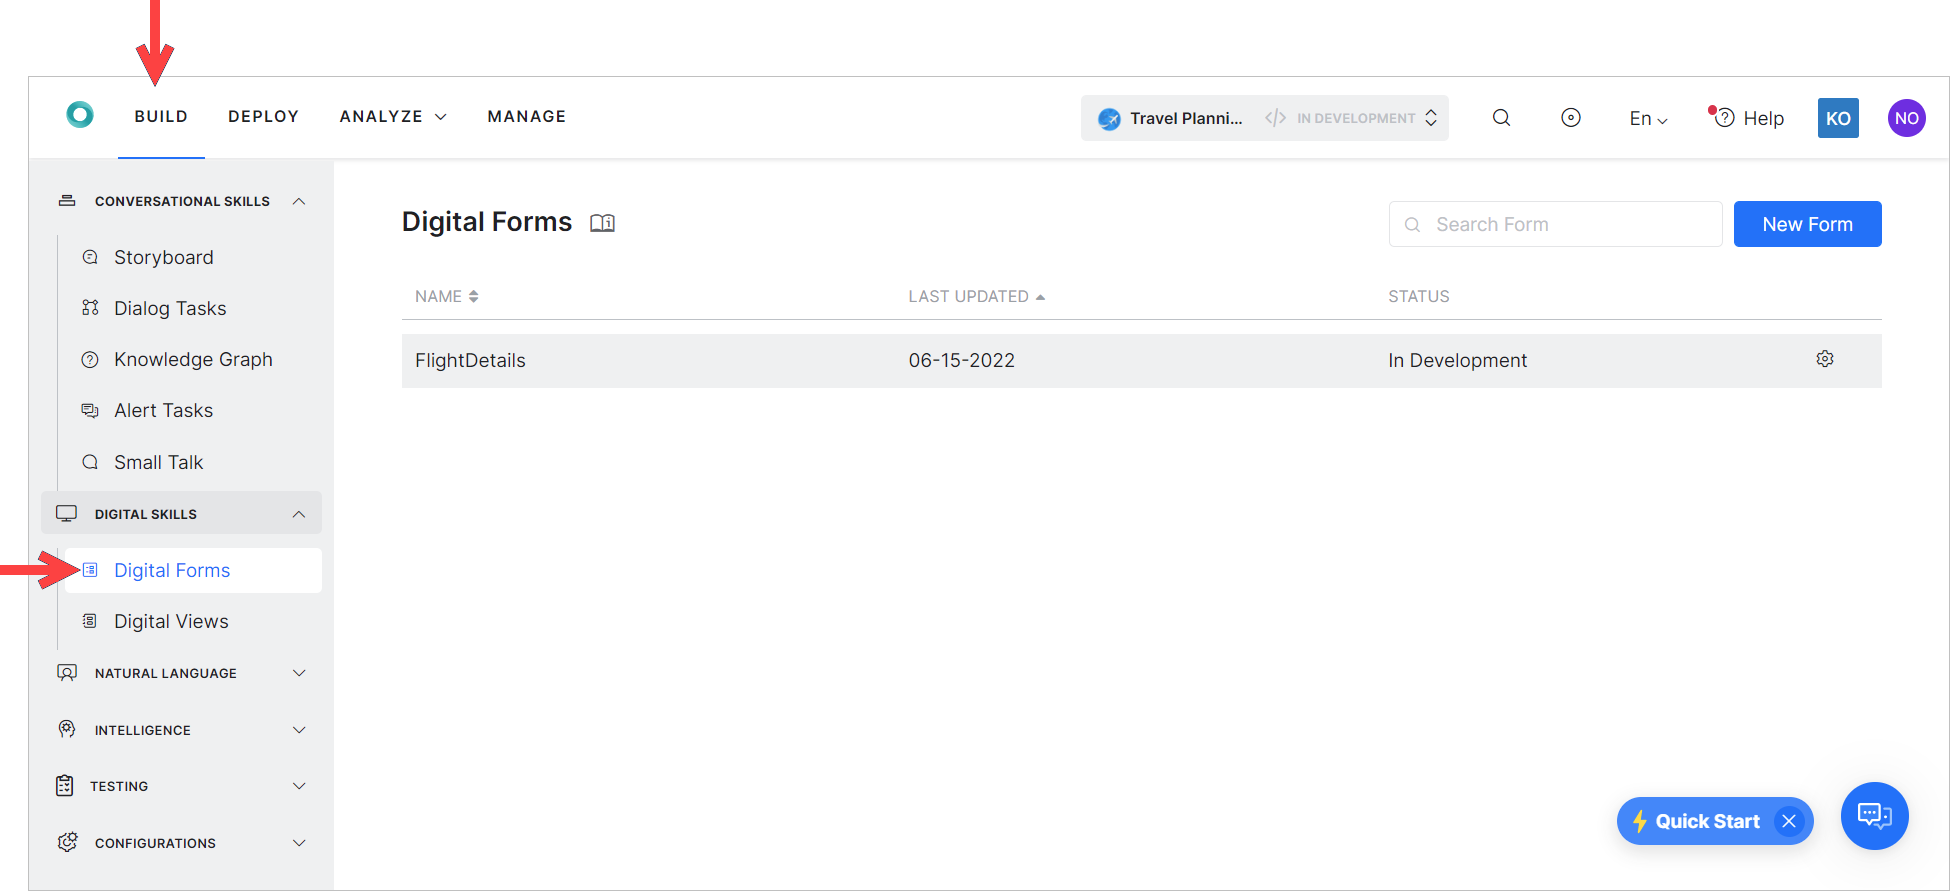 BUILD DEPLOY ANALYZE MANAGE Travel Planni... </> IN DEVELOPMENT En Help KO NO
CONVERSATIONAL SKILLS
Storyboard
Dialog Tasks
Knowledge Graph
Alert Tasks
Small Talk
DIGITAL SKILLS
Digital Forms
Digital Views
NATURAL LANGUAGE
INTELLIGENCE
TESTING
CONFIGURATIONS
Digital Forms Search Form New Form
NAME LAST UPDATED STATUS
FlightDetails 06-15-2022 In Development
Quick Start